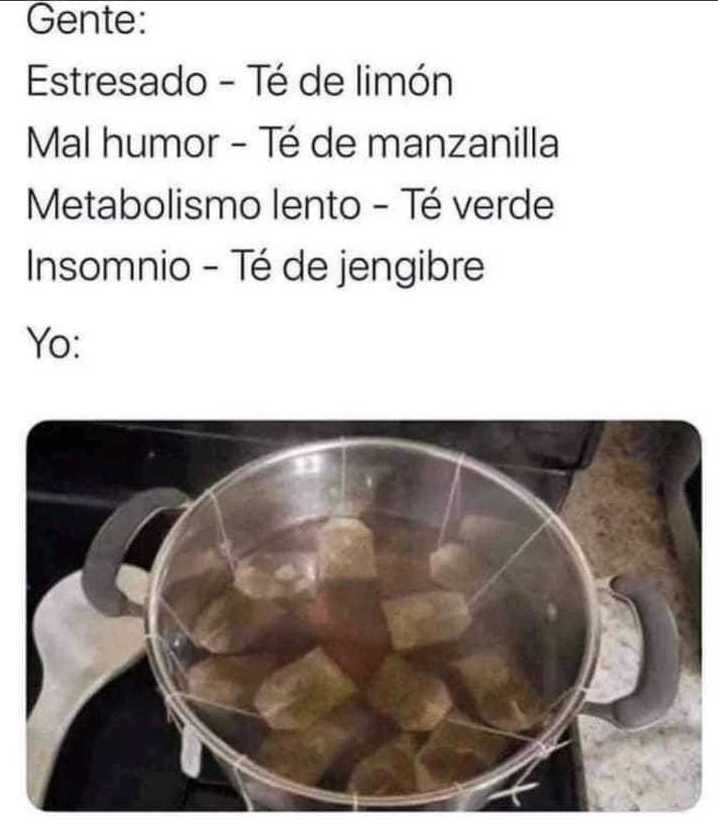 Gente:
Estresado - Té de limón
Mal humor - Té de manzanilla
Metabolismo lento - Té verde
Insomnio - Té de jengibre
Yo: